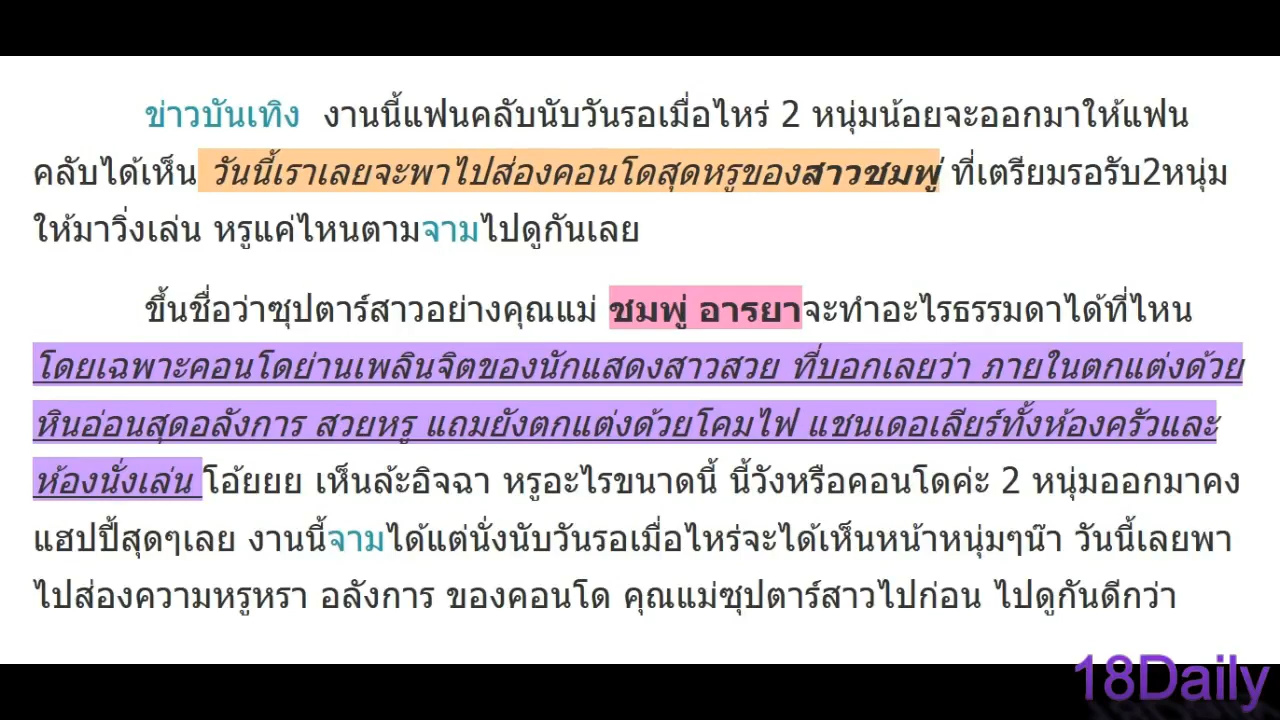 ข่าวบันเทิง งานนี้แฟนคลับนับวันรอเมื่อไหร่ 2 หนุ่มน้อยจะออกมาให้แฟน
คลับได้เห็น วันนี้เราเลยจะพาไปส่องคอนโดสุดหรูของสาวชมพู่ ที่เตรียมรอรับ2หนุ่ม
ให้มาวิ่งเล่น หรูแค่ไหนตามจามไปดูกันเลย
ขึ้นชื่อว่าซุปตาร์สาวอย่างคุณแม่ ชมพู่ อารยาจะทำอะไรธรรมดาได้ที่ไหน
โดยเฉพาะคอนโดย่านเพลินจิตของนักแสดงสาวสวย ที่บอกเลยว่า ภายในตกแต่งด้วย
หินอ่อนสุดอลังการ สวยหรู แถมยังตกแต่งด้วยโคมไฟ แชนเดอเลียร์ทั้งห้องครัวและ
ห้องนั่งเล่น โอ้ยยย เห็นล้ะอิจฉา หรูอะไรขนาดนี้ นี้วังหรือคอนโดค่ะ 2 หนุ่มออกมาคง
แฮปปี้สุดๆเลย งานนี้จามได้แต่นั่งนับวันรอเมื่อไหร่จะได้เห็นหน้าหนุ่มๆน๊า วันนี้เลยพา
ไปส่องความหรูหรา อลังการ ของคอนโด คุณแม่ซุปตาร์สาวไปก่อน ไปดูกันดีกว่า
18Daily